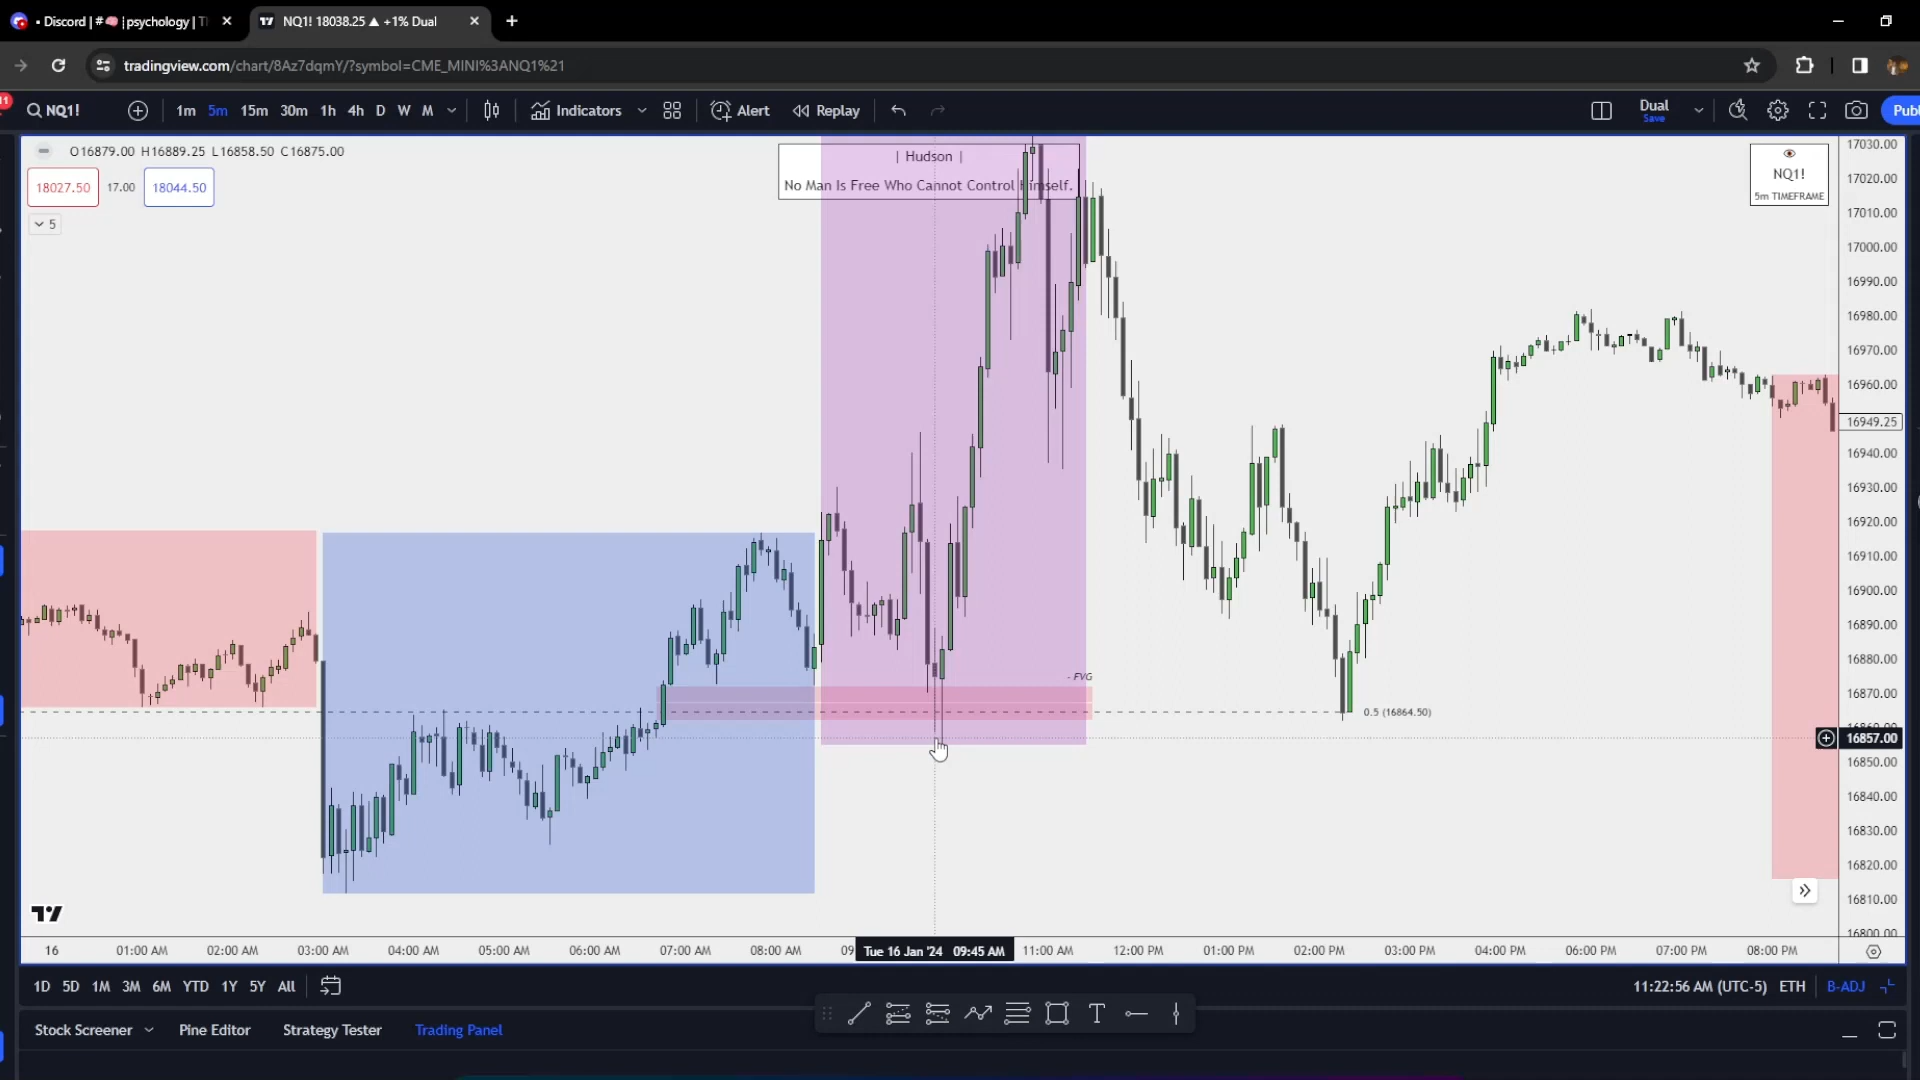 Discord | # | psychology | Th
NQ1! 18038.25 ▲ +1% Dual
tradingview.com/chart/8Az7dqmY/?symbol=CME_MINI%3ANQ1%21
11
NQ1!
1m 5m 15m 30m 1h 4h D W M
Indicators
Alert
Replay
Dual
Save
Publ
O16879.00 H16889.25 L16858.50 C16875.00
18027.50 17.00 18044.50
5
| Hudson |
No Man Is Free Who Cannot Control Himself.
NQ1!
5m TIMEFRAME
17030.00
17020.00
17010.00
17000.00
16990.00
16980.00
16970.00
16960.00
16949.25
16940.00
16930.00
16920.00
16910.00
16900.00
16890.00
16880.00
16870.00
16860.00
16857.00
16850.00
16840.00
16830.00
16820.00
16810.00
16800.00
- FVG
0.5 (16864.50)
16 01:00 AM 02:00 AM 03:00 AM 04:00 AM 05:00 AM 06:00 AM 07:00 AM 08:00 AM 09 Tue 16 Jan '24 09:45 AM 11:00 AM 12:00 PM 01:00 PM 02:00 PM 03:00 PM 04:00 PM 06:00 PM 07:00 PM 08:00 PM
1D 5D 1M 3M 6M YTD 1Y 5Y All
11:22:56 AM (UTC-5) ETH B-ADJ
Stock Screener Pine Editor Strategy Tester Trading Panel